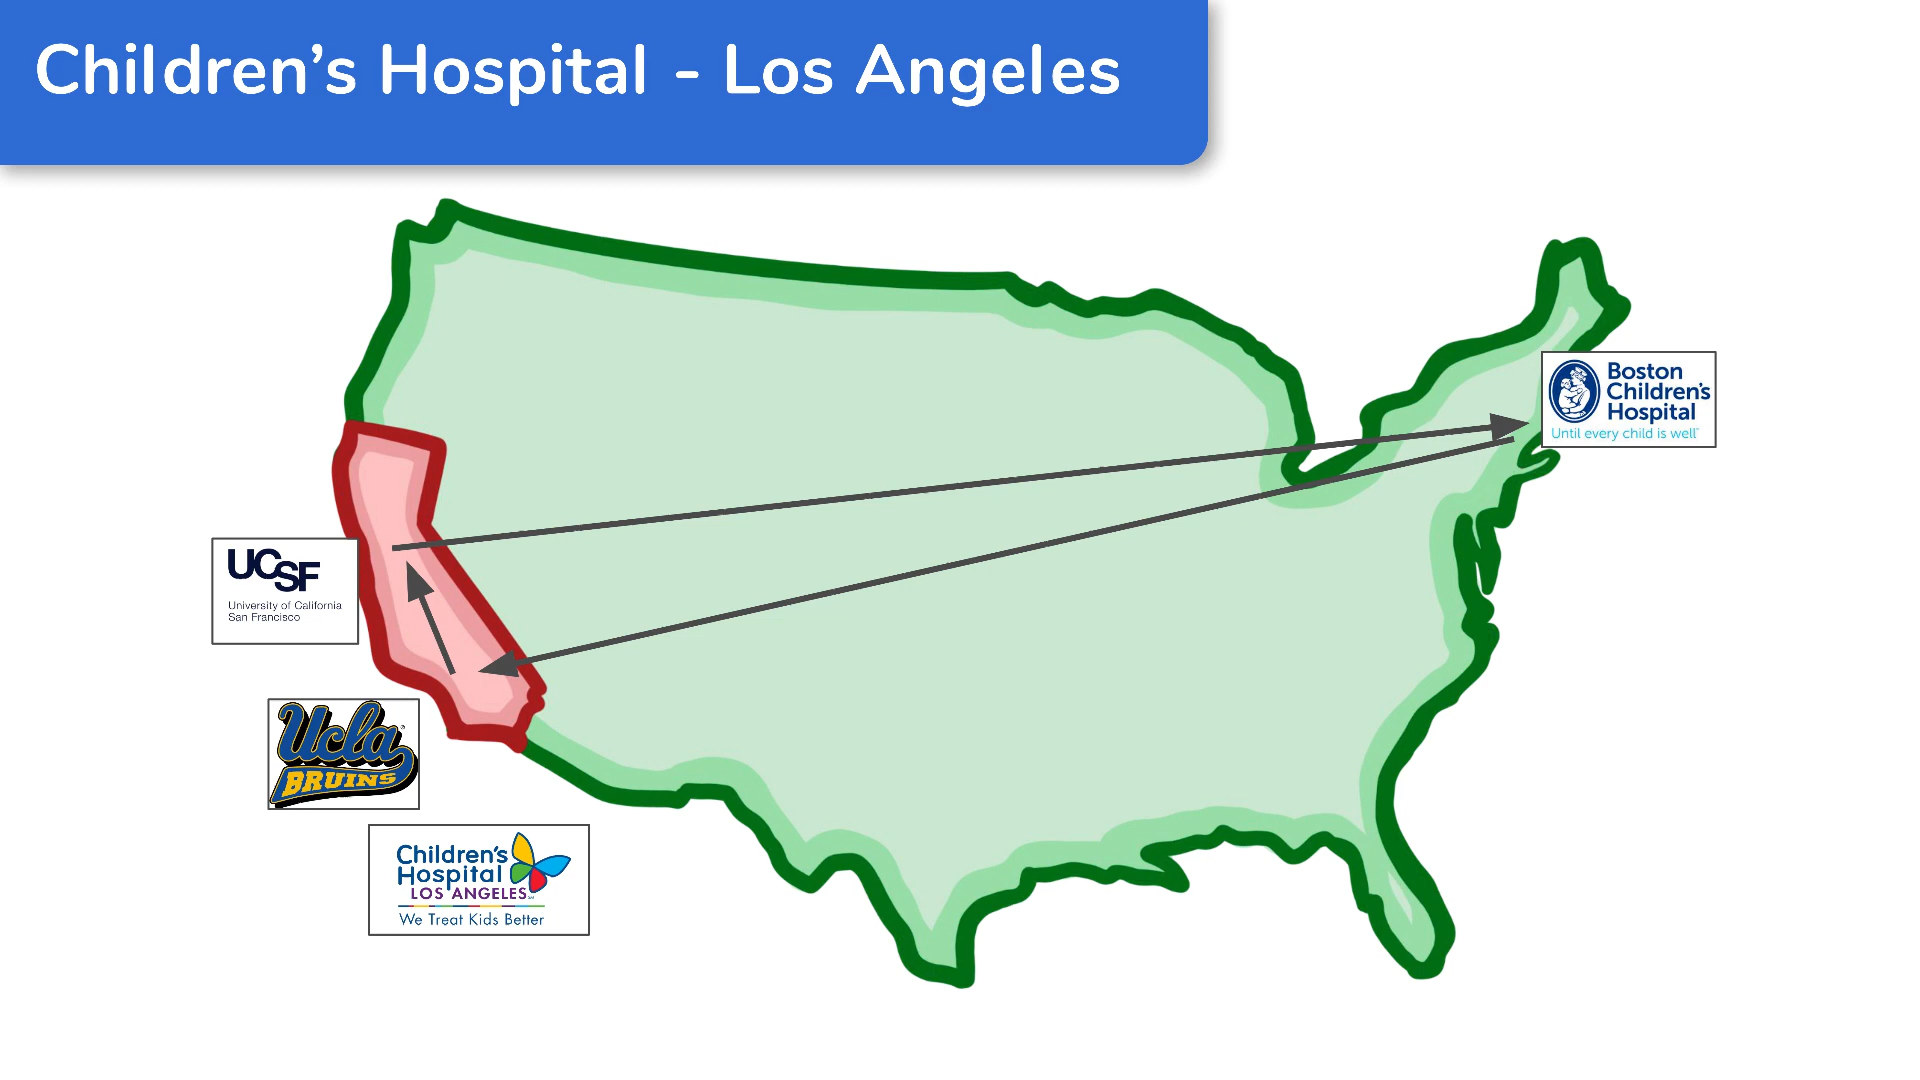 Children’s Hospital - Los Angeles
Boston
Children's
Hospital
Until every child is well™
UCSF
University of California
San Francisco
Ucla
BRUINS
Children's
Hospital
LOS ANGELES
We Treat Kids Better